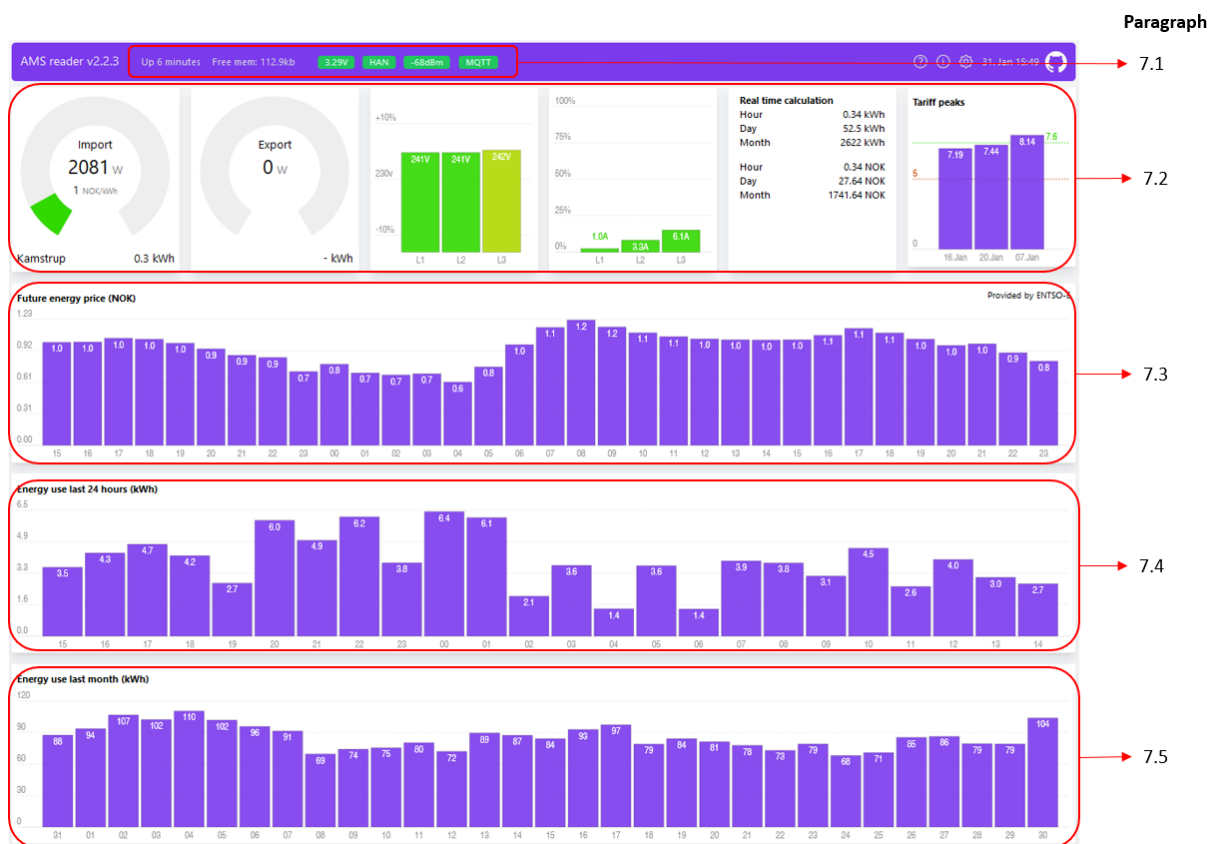 Paragraph
AMS reader v2.2.3 Up 6 minutes Free mem: 112.9kb 3.29V HAN -68dBm MQTT 31. Jan 15:49
7.1
Import
2081 W
1 NOK/kWh
Kamstrup 0.3 kWh
Export
0 W
- kWh
+10%
230v
-10%
241V 241V 242V
L1 L2 L3
100%
75%
50%
25%
0%
1.0A 3.3A 6.1A
L1 L2 L3
Real time calculation
Hour 0.34 kWh
Day 52.5 kWh
Month 2622 kWh
Hour 0.34 NOK
Day 27.64 NOK
Month 1741.64 NOK
Tariff peaks
7.6
5
0
7.19 7.44 8.14
16.Jan 20.Jan 07.Jan
7.2
Future energy price (NOK) Provided by ENTSO-E
1.23
0.92
0.61
0.31
0.00
1.0 1.0 1.0 1.0 1.0 0.9 0.9 0.9 0.7 0.8 0.7 0.7 0.7 0.6 0.8 1.0 1.1 1.2 1.2 1.1 1.1 1.0 1.0 1.0 1.0 1.1 1.1 1.1 1.0 1.0 1.0 0.9 0.8
15 16 17 18 19 20 21 22 23 00 01 02 03 04 05 06 07 08 09 10 11 12 13 14 15 16 17 18 19 20 21 22 23
7.3
Energy use last 24 hours (kWh)
6.5
4.9
3.3
1.6
0.0
3.5 4.3 4.7 4.2 2.7 6.0 4.9 6.2 3.8 6.4 6.1 2.1 3.6 1.4 3.6 1.4 3.9 3.8 3.1 4.5 2.6 4.0 3.0 2.7
15 16 17 18 19 20 21 22 23 00 01 02 03 04 05 06 07 08 09 10 11 12 13 14
7.4
Energy use last month (kWh)
120
90
60
30
0
88 94 107 102 110 102 96 91 69 74 75 80 72 89 87 84 93 97 79 84 81 78 73 79 68 71 85 86 79 79 104
31 01 02 03 04 05 06 07 08 09 10 11 12 13 14 15 16 17 18 19 20 21 22 23 24 25 26 27 28 29 30
7.5